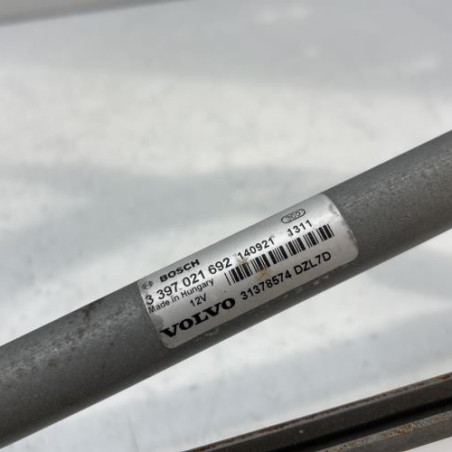 BOSCH
3 397 021 692 140921 1311
Made in Hungary
12V
VOLVO 31378574 DZL7D